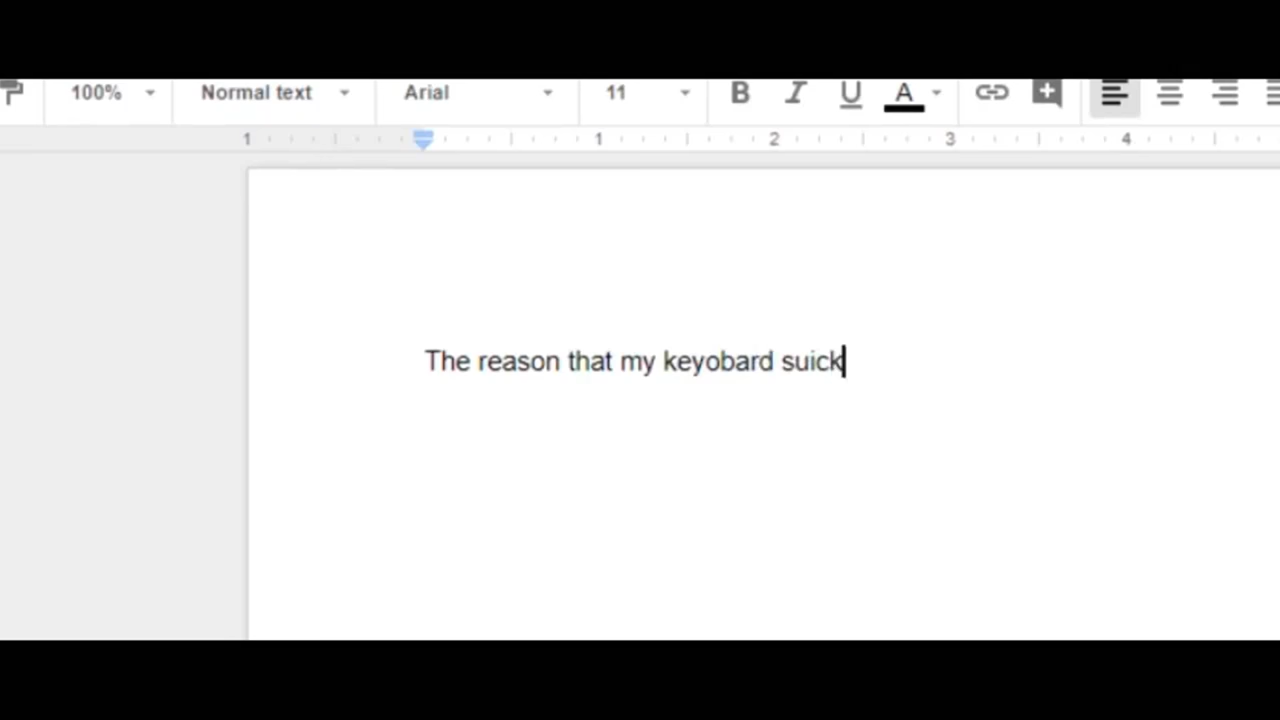 100% Normal text Arial 11 B I U A
1 1 2 3 4
The reason that my keyobard suick